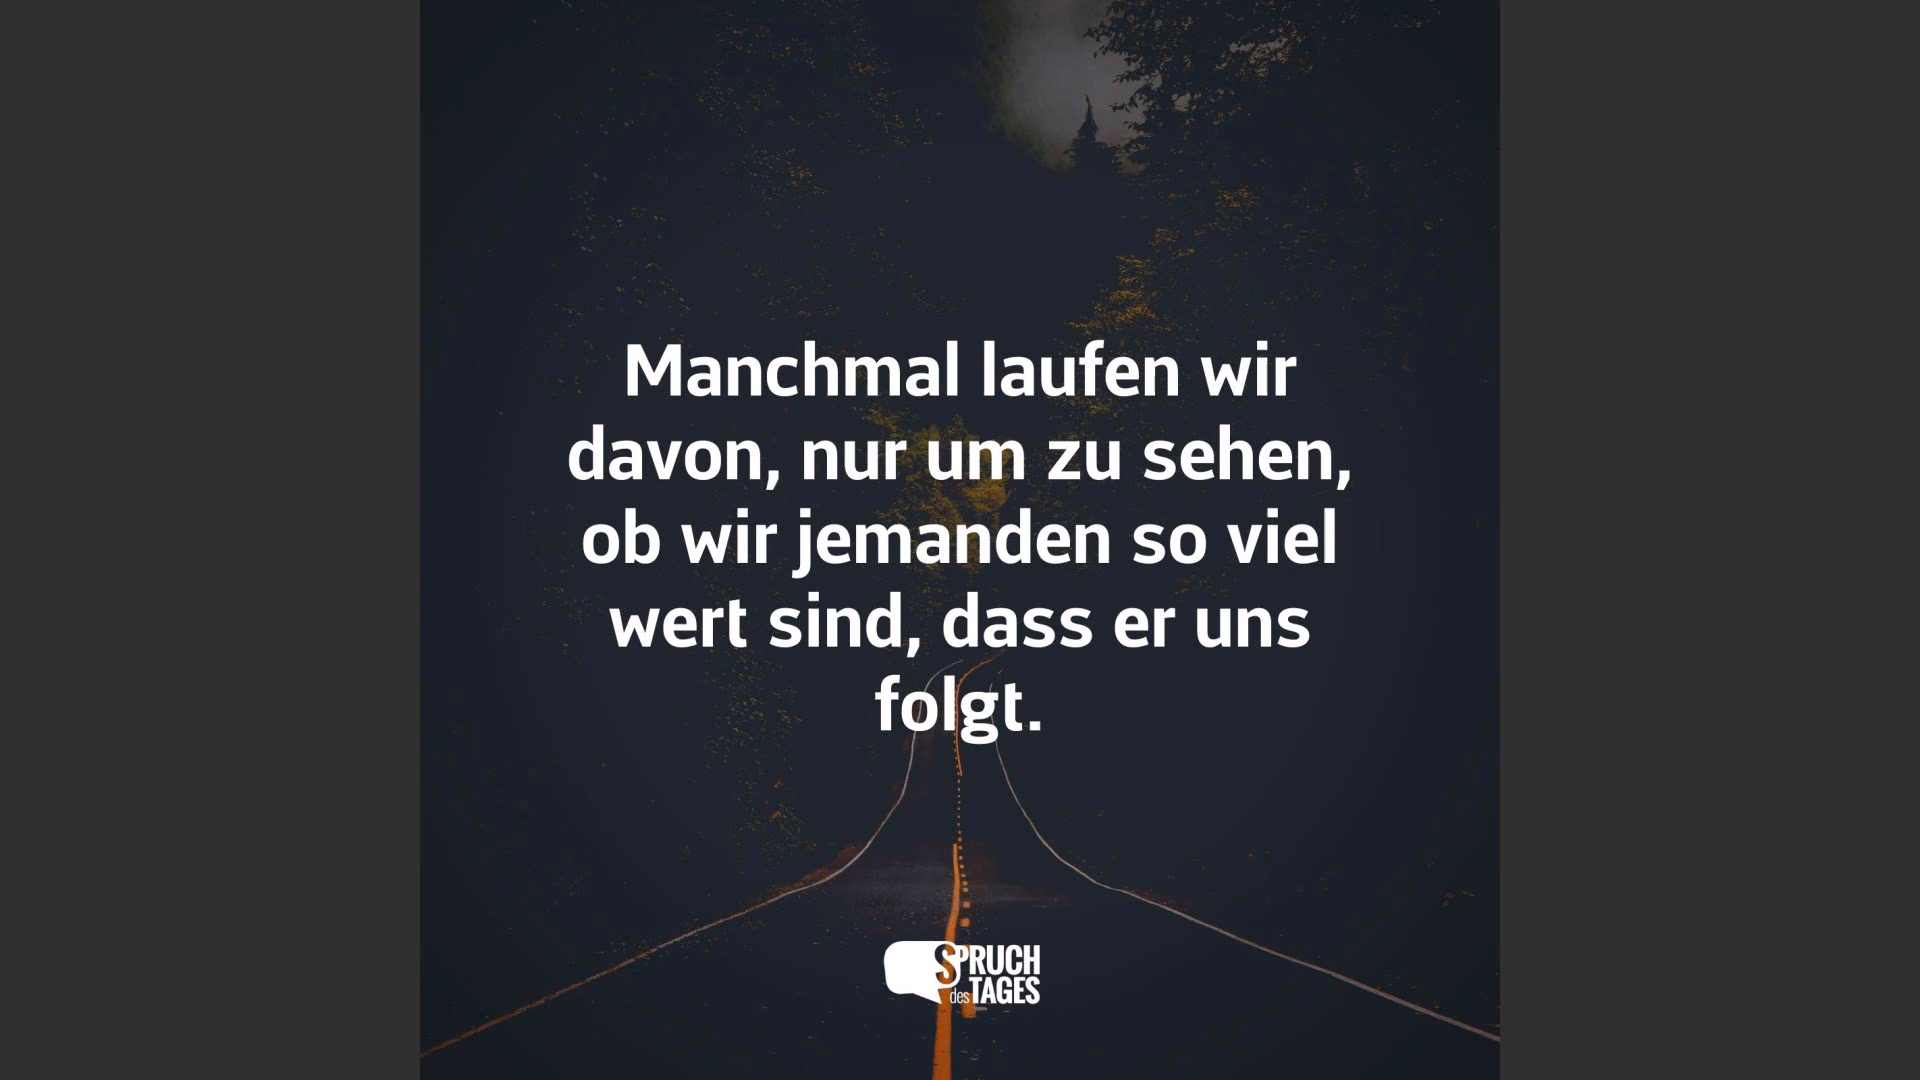 Manchmal laufen wir
davon, nur um zu sehen,
ob wir jemanden so viel
wert sind, dass er uns
folgt.
SPRUCH
des TAGES